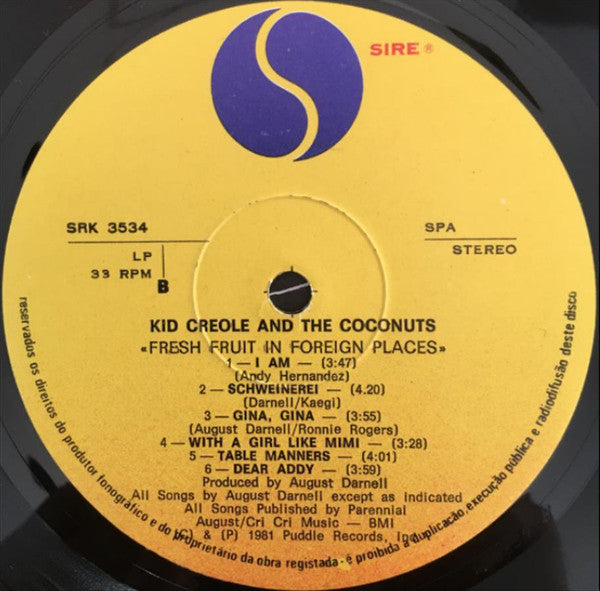 SIRE ®
SRK 3534
SPA
LP
STEREO
33 RPM
B
KID CREOLE AND THE COCONUTS
«FRESH FRUIT IN FOREIGN PLACES»
1 — I AM — (3:47)
(Andy Hernandez)
2 — SCHWEINEREI — (4.20)
(Darnell/Kaegi)
3 — GINA, GINA — (3:55)
(August Darnell/Ronnie Rogers)
4 — WITH A GIRL LIKE MIMI — (3:28)
5 — TABLE MANNERS — (4:01)
6 — DEAR ADDY — (3:59)
Produced by August Darnell
All Songs by August Darnell except as indicated
All Songs Published by Parennial
August/Cri Cri Music — BMI
(C) & (P) 1981 Puddle Records, Inc.
reservados os direitos do produtor fonográfico e do proprietário da obra registada - é proibida a duplicação, execução pública e radiodifusão deste disco